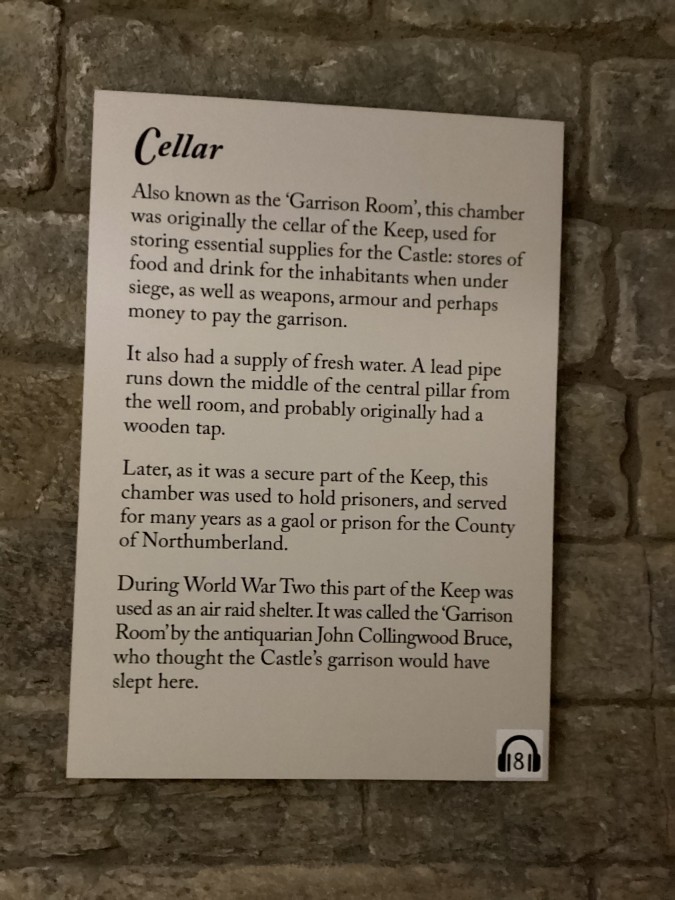 Cellar
Also known as the ‘Garrison Room’, this chamber
was originally the cellar of the Keep, used for
storing essential supplies for the Castle: stores of
food and drink for the inhabitants when under
siege, as well as weapons, armour and perhaps
money to pay the garrison.
It also had a supply of fresh water. A lead pipe
runs down the middle of the central pillar from
the well room, and probably originally had a
wooden tap.
Later, as it was a secure part of the Keep, this
chamber was used to hold prisoners, and served
for many years as a gaol or prison for the County
of Northumberland.
During World War Two this part of the Keep was
used as an air raid shelter. It was called the ‘Garrison
Room’ by the antiquarian John Collingwood Bruce,
who thought the Castle’s garrison would have
slept here.
8